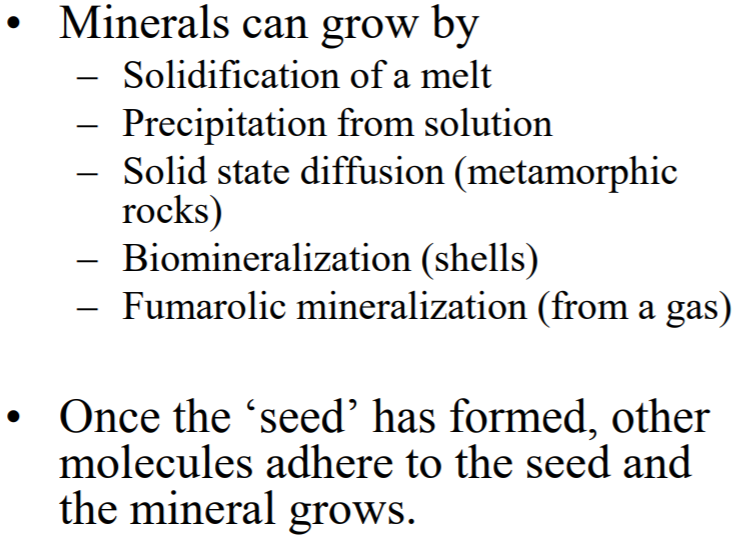 • Minerals can grow by
– Solidification of a melt
– Precipitation from solution
– Solid state diffusion (metamorphic
rocks)
– Biomineralization (shells)
– Fumarolic mineralization (from a gas)
• Once the ‘seed’ has formed, other
molecules adhere to the seed and
the mineral grows.